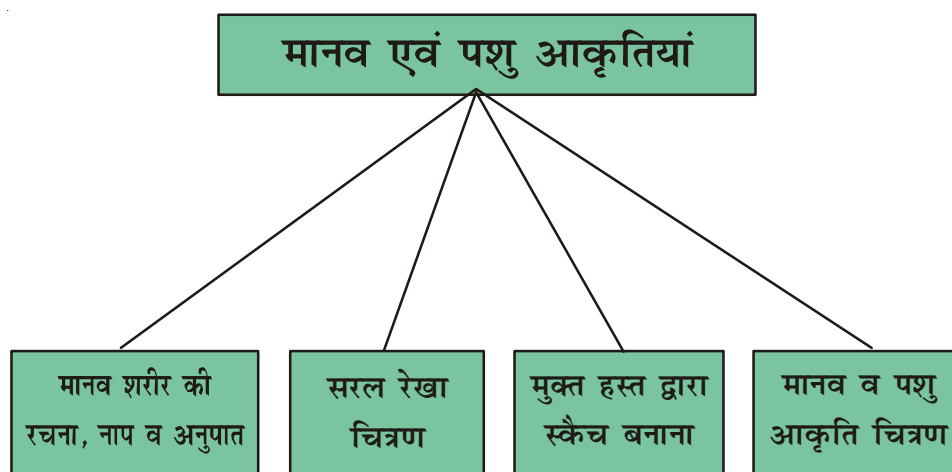 मानव एवं पशु आकृतियां
मानव शरीर की
रचना, नाप व अनुपात
सरल रेखा
चित्रण
मुक्त हस्त द्वारा
स्कैच बनाना
मानव व पशु
आकृति चित्रण